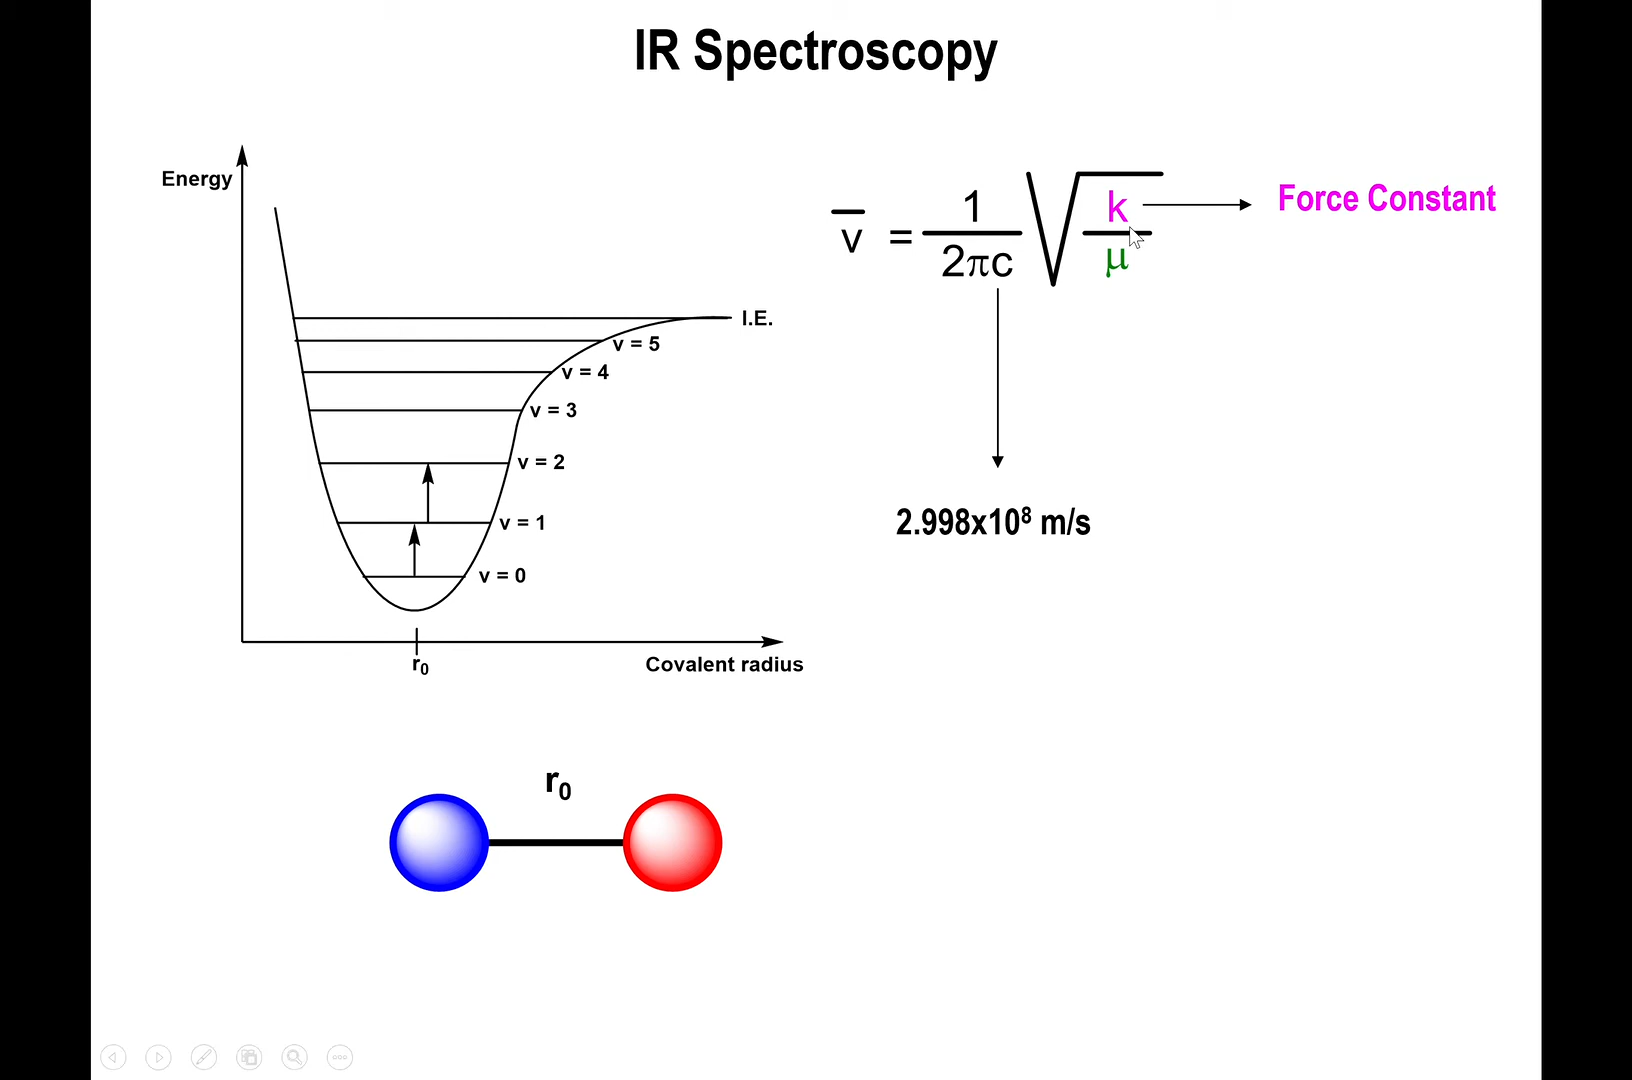 IR Spectroscopy
Energy
I.E.
v = 5
v = 4
v = 3
v = 2
v = 1
v = 0
r₀
Covalent radius
v̅ = 1/2πc √k/μ
Force Constant
2.998x10⁸ m/s
r₀